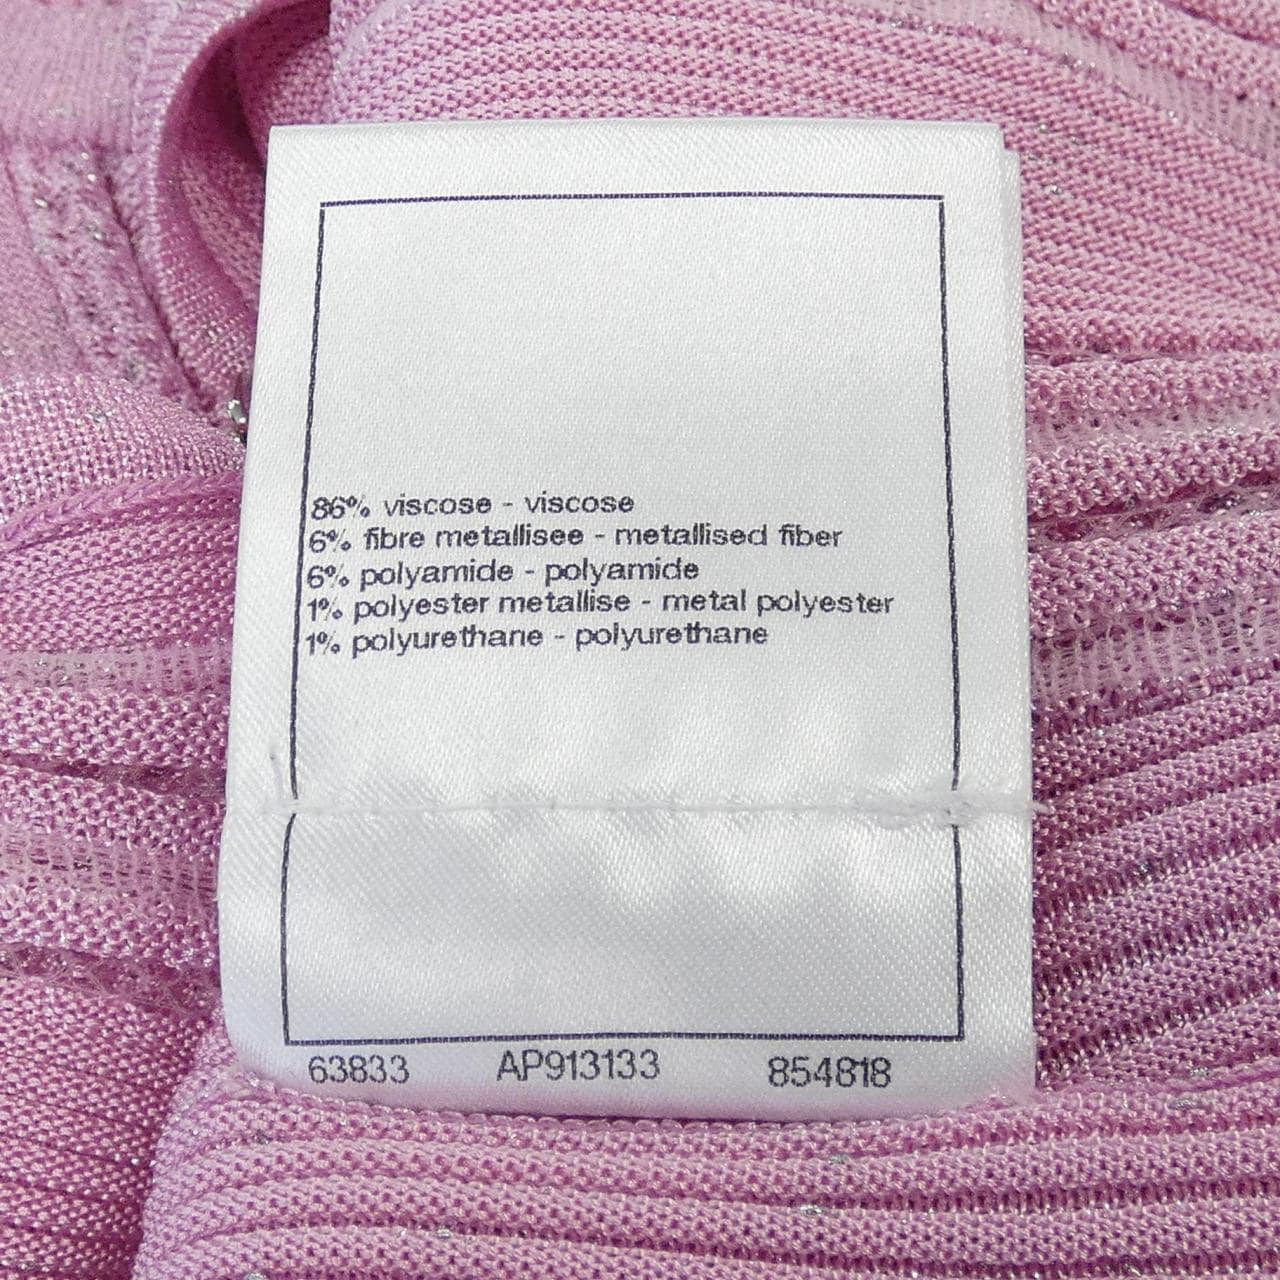 86% viscose - viscose
6% fibre metallisee - metallised fiber
6% polyamide - polyamide
1% polyester metallise - metal polyester
1% polyurethane - polyurethane
63833 AP913133 854818